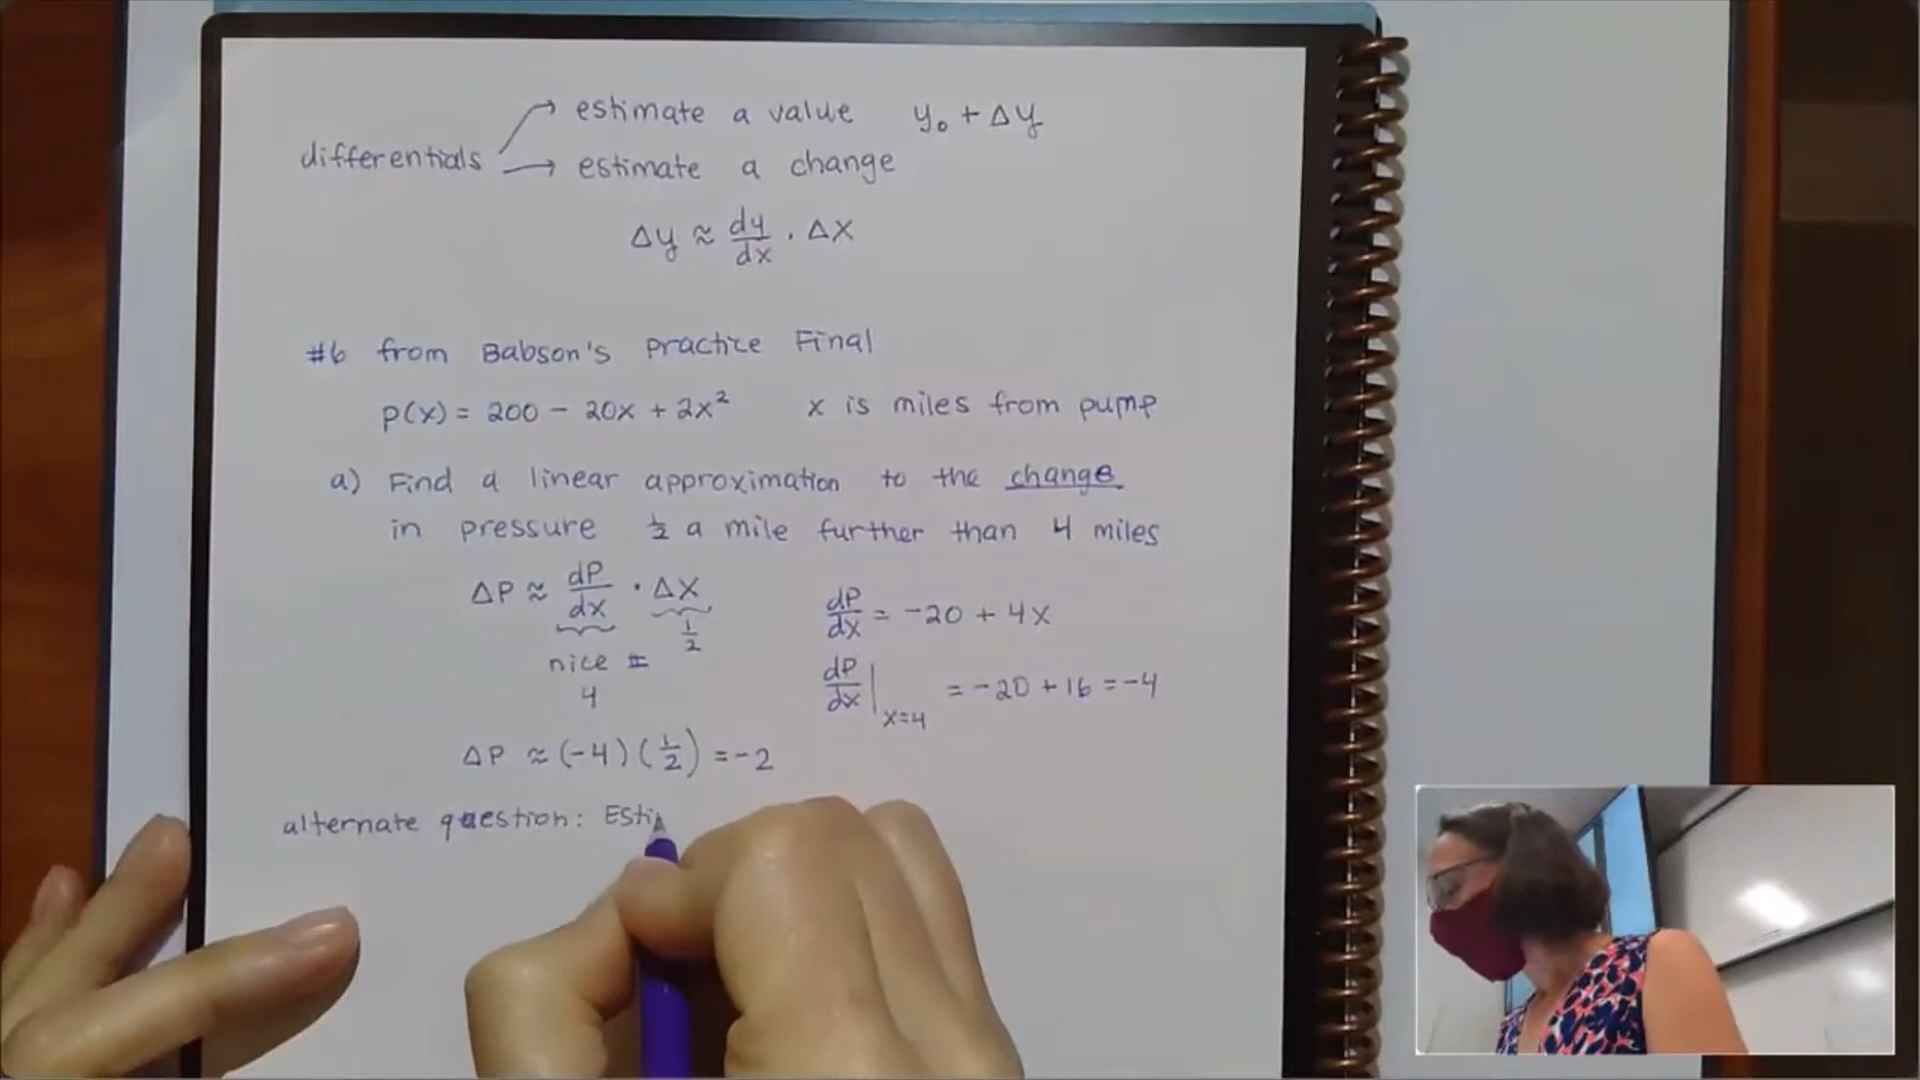 estimate a value y₀ + Δy
differentials
estimate a change
Δy ≈ dy/dx · Δx
#6 from Babson's Practice Final
p(x) = 200 - 20x + 2x² x is miles from pump
a) Find a linear approximation to the change
in pressure ½ a mile further than 4 miles
ΔP ≈ dP/dx · Δx
1/2
nice #
4
dP/dx = -20 + 4x
dP/dx |x=4 = -20 + 16 = -4
ΔP ≈ (-4)(1/2) = -2
alternate question: Esti